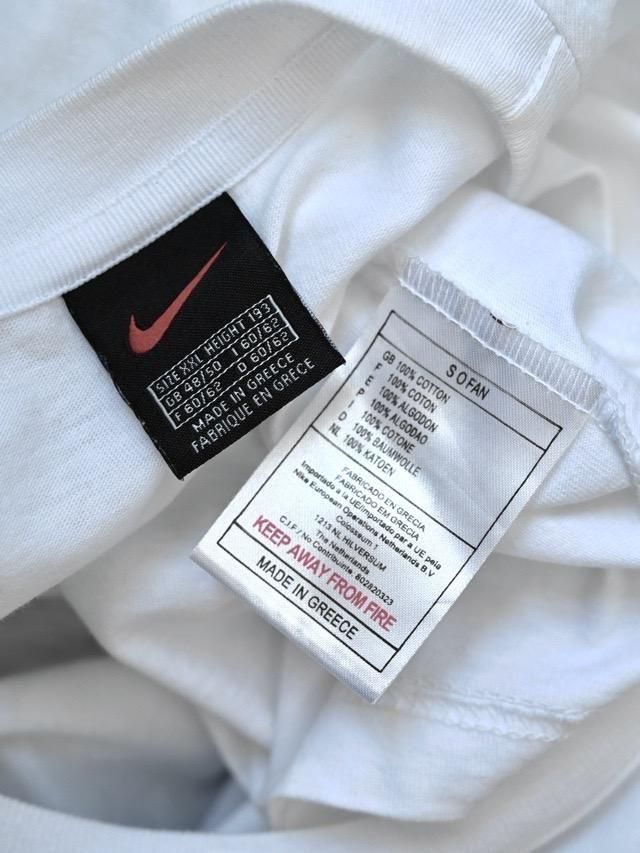 SIZE XXL HEIGHT 193
GB 48/50 I 60/62
F 60/62 D 60/62
MADE IN GREECE
FABRIQUE EN GRECE
SOFAN
GB 100% COTTON
F 100% COTON
E 100% ALGODON
P 100% ALGODAO
I 100% COTONE
D 100% BAUMWOLLE
NL 100% KATOEN
FABRICADO EN GRECIA
FABRICADO EM GRECIA
Importado a la UE/importado par a UE pela
Nike European Operations Netherlands B.V
Colosseum 1
1213 NL HILVERSUM
The Netherlands
C.I.F / No Contribuinte. 802820323
KEEP AWAY FROM FIRE
MADE IN GREECE